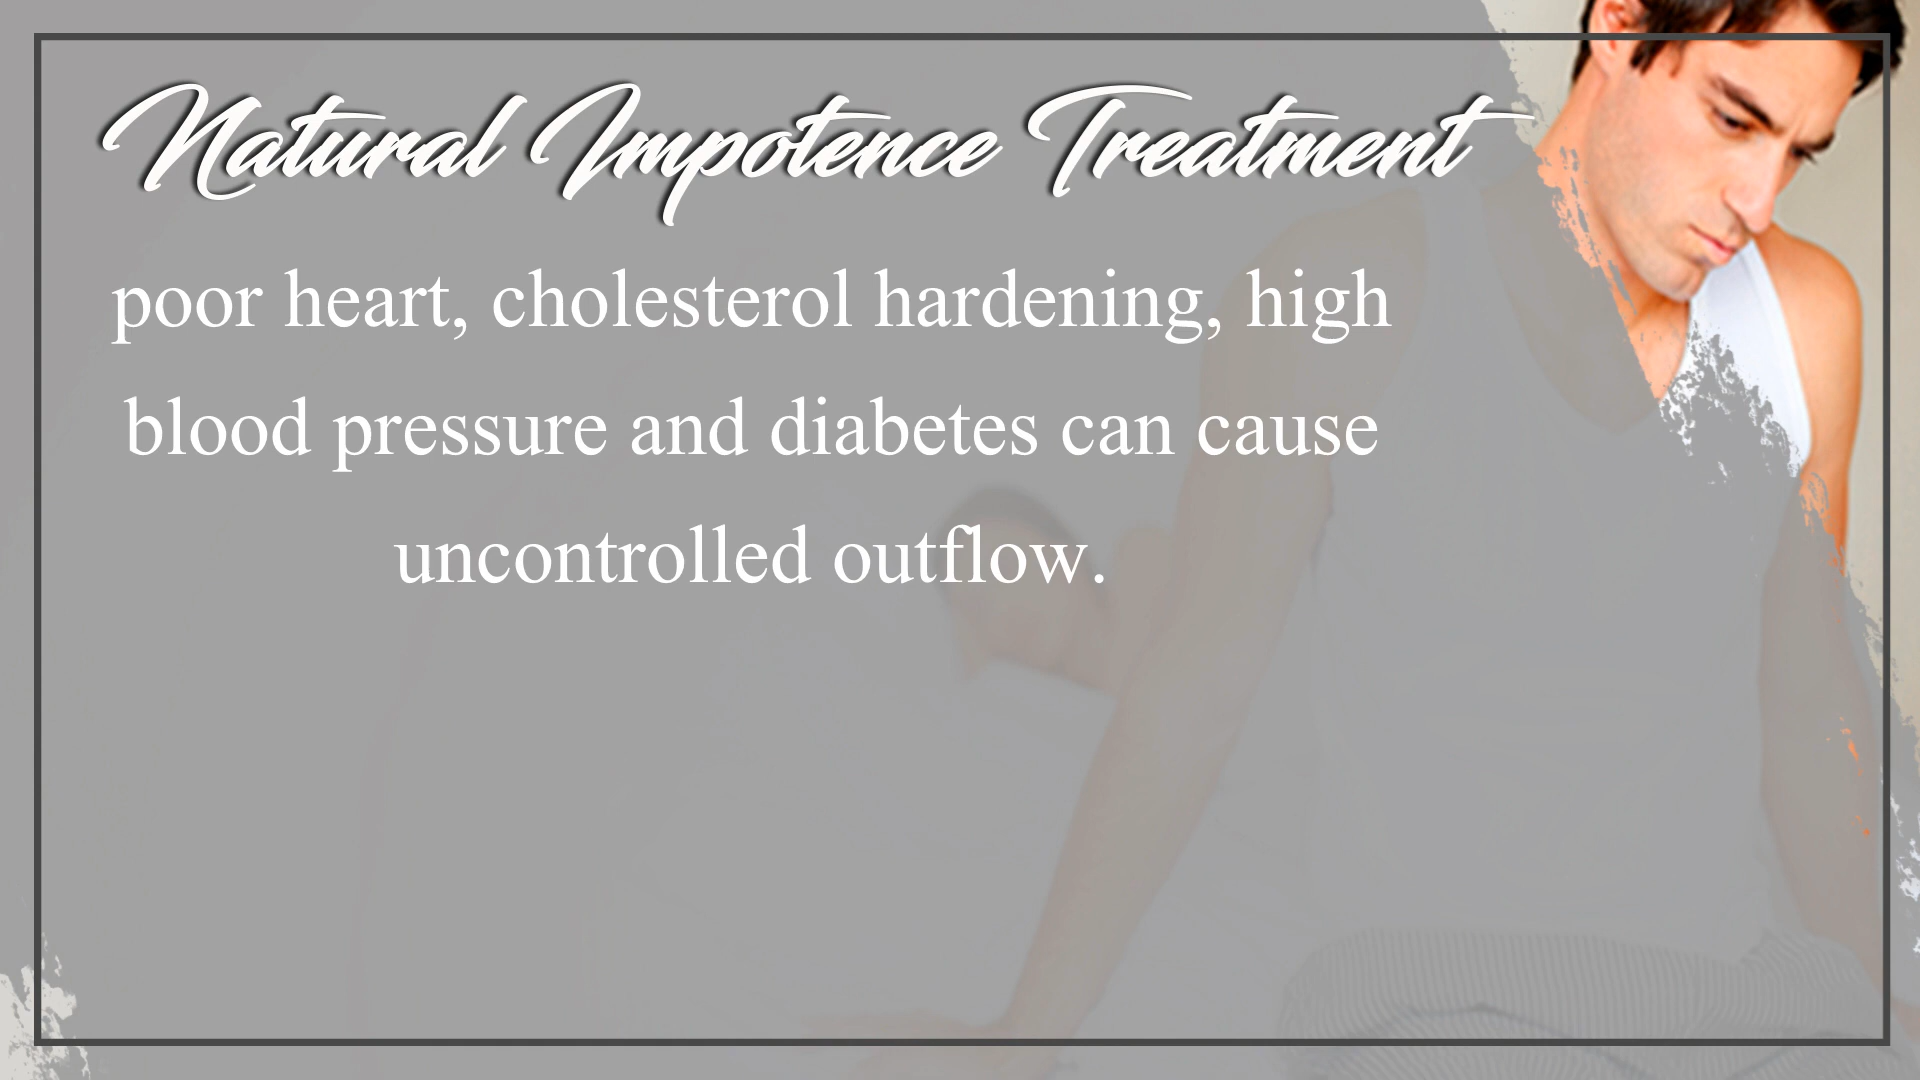 Natural Impotence Treatment
poor heart, cholesterol hardening, high
blood pressure and diabetes can cause
uncontrolled outflow.